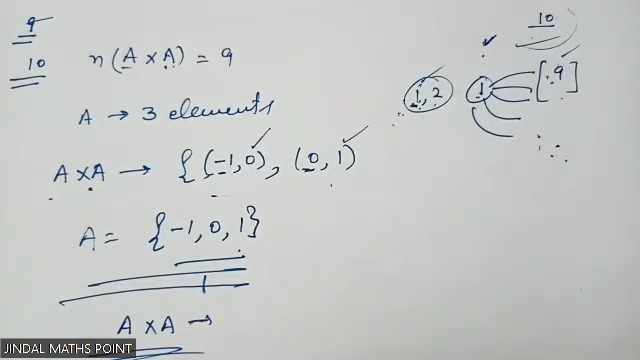 9
10
n(A × A) = 9
A → 3 elements
A × A → {(-1, 0), (0, 1)
A = {-1, 0, 1}
A × A →
10
1, 2
1
[.9]
JINDAL MATHS POINT